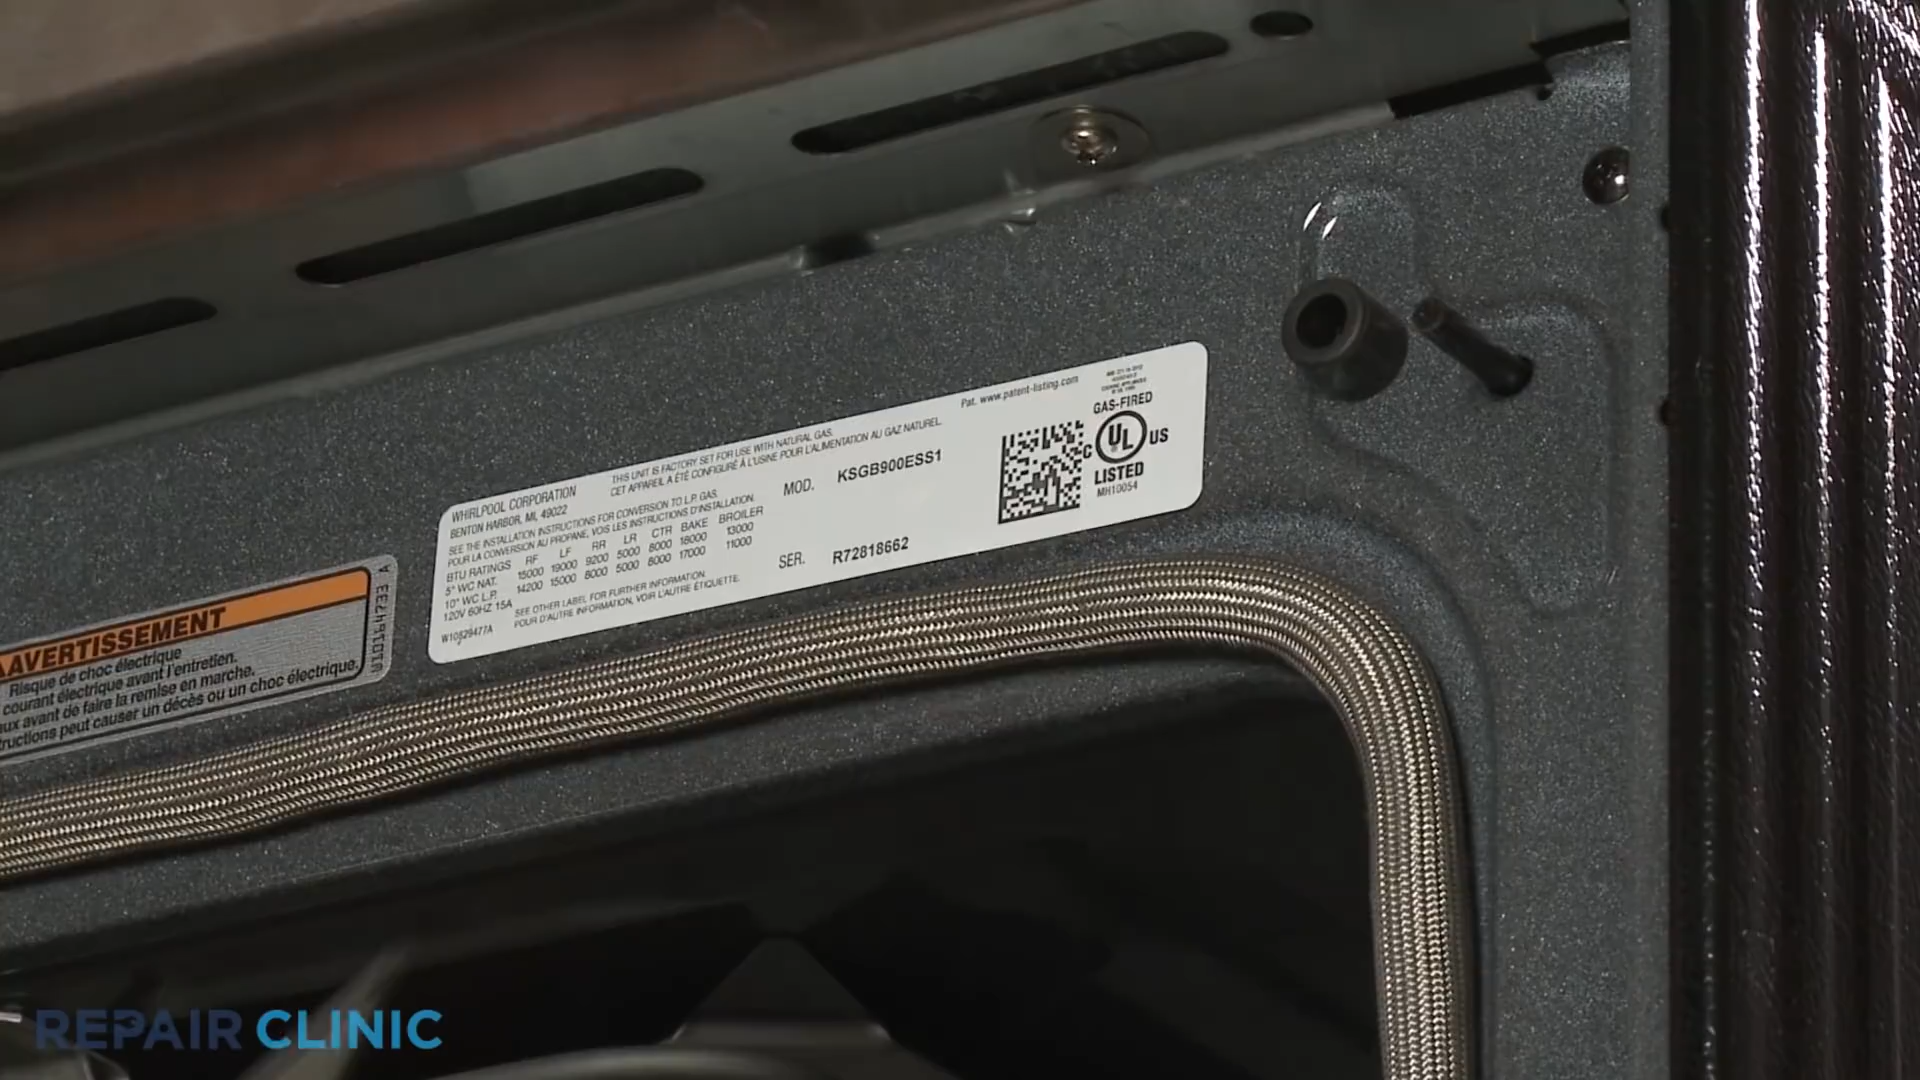 WHIRLPOOL CORPORATION
BENTON HARBOR, MI, 49022
THIS UNIT IS FACTORY SET FOR USE WITH NATURAL GAS.
CET APPAREIL A ÉTÉ CONFIGURÉ À L'USINE POUR L'ALIMENTATION AU GAZ NATUREL.
Pat. www.patent-listing.com
SEE THE INSTALLATION INSTRUCTIONS FOR CONVERSION TO L.P. GAS.
POUR LA CONVERSION AU PROPANE, VOIS LES INSTRUCTIONS D'INSTALLATION.
BTU RATINGS RF LF RR LR CTR BAKE BROILER
5" WC NAT. 15000 19000 9200 5000 8000 18000 13000
10" WC L.P. 14200 15000 8000 5000 8000 17000 11000
120V 60HZ 15A
SEE OTHER LABEL FOR FURTHER INFORMATION.
POUR D'AUTRE INFORMATION, VOIR L'AUTRE ÉTIQUETTE.
W10829477A
MOD. KSGB900ESS1
SER. R72818662
GAS-FIRED
C UL US
LISTED
MH10054
AVERTISSEMENT
Risque de choc électrique
courant électrique avant l'entretien.
aux avant de faire la remise en marche.
tructions peut causer un décès ou un choc électrique.
REPAIR CLINIC